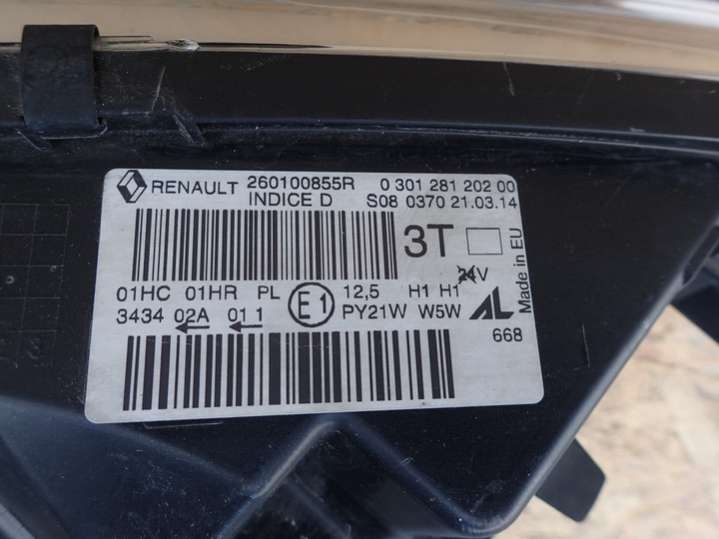 RENAULT 260100855R 0 301 281 202 00
INDICE D S08 0370 21.03.14
3T
24V
Made in EU
01HC 01HR PL E1 12,5 H1 H1
3434 02A 01 1 PY21W W5W AL
668